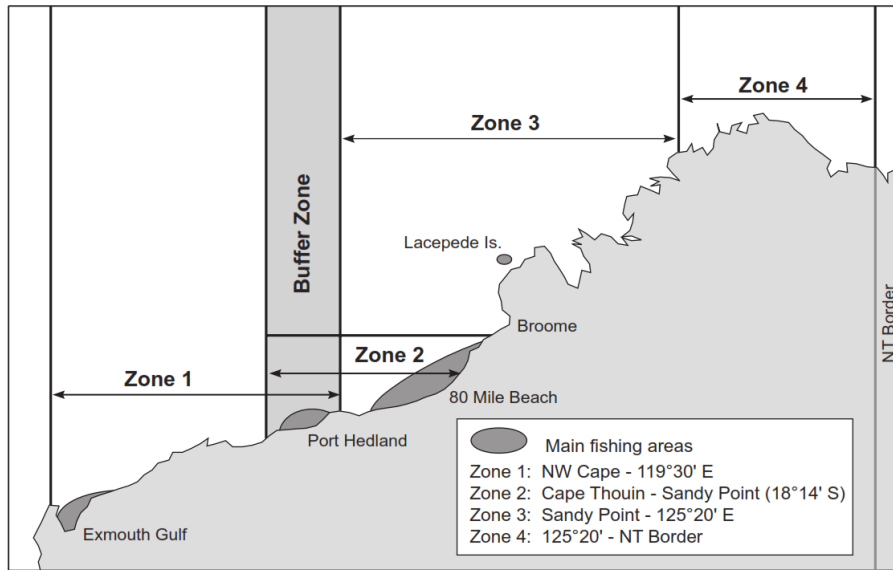 Zone 4
Zone 3
Buffer Zone
Lacepede Is.
NT Border
Broome
Zone 2
Zone 1
80 Mile Beach
Port Hedland
Exmouth Gulf
Main fishing areas
Zone 1: NW Cape - 119°30' E
Zone 2: Cape Thouin - Sandy Point (18°14' S)
Zone 3: Sandy Point - 125°20' E
Zone 4: 125°20' - NT Border